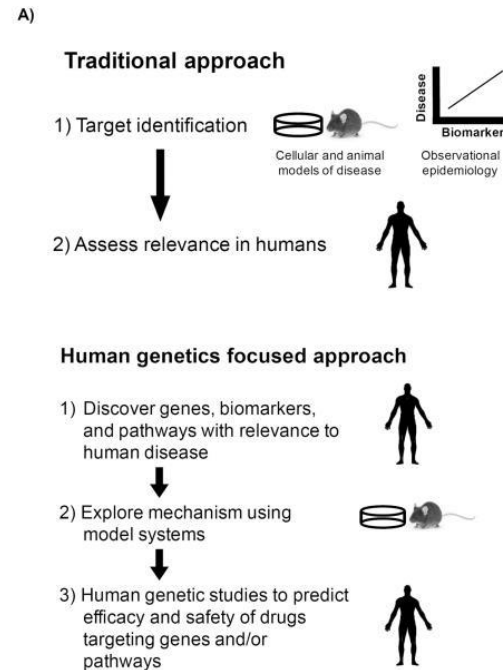 A)
Traditional approach
1) Target identification
Disease
Biomarker
Cellular and animal
models of disease
Observational
epidemiology
2) Assess relevance in humans
Human genetics focused approach
1) Discover genes, biomarkers,
and pathways with relevance to
human disease
2) Explore mechanism using
model systems
3) Human genetic studies to predict
efficacy and safety of drugs
targeting genes and/or
pathways